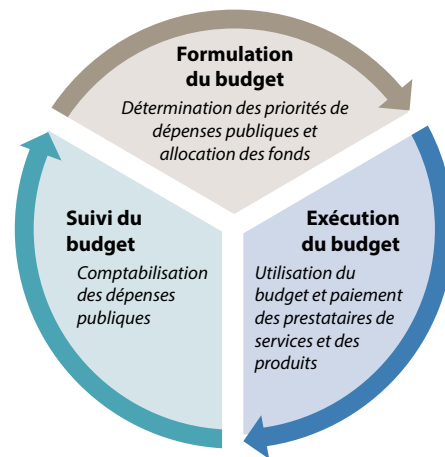 Formulation
du budget
Détermination des priorités de
dépenses publiques et
allocation des fonds
Exécution
du budget
Utilisation du
budget et paiement
des prestataires de
services et des
produits
Suivi du
budget
Comptabilisation
des dépenses
publiques